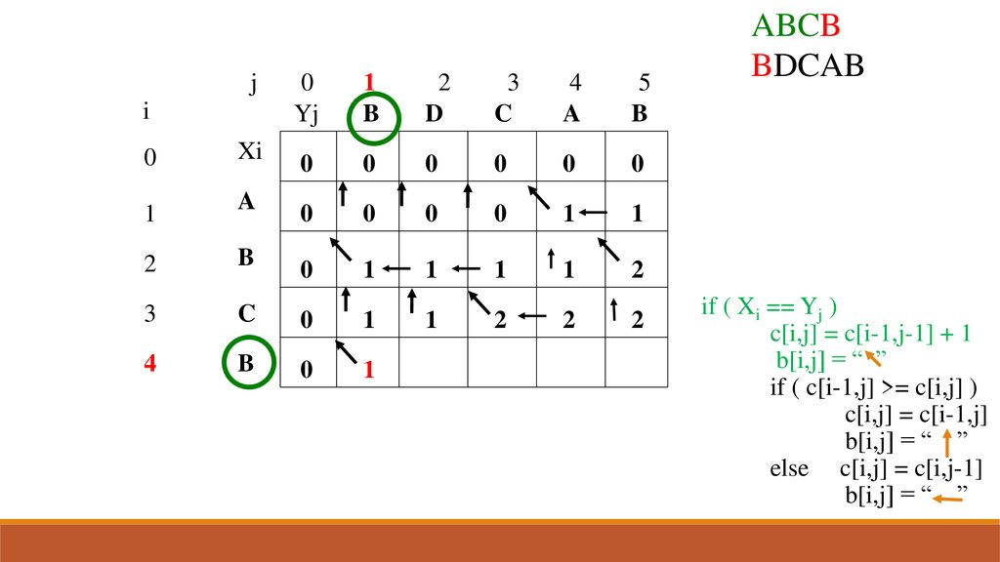 ABCB
BDCAB
j 0 1 2 3 4 5
i Yj B D C A B
0 Xi 0 0 0 0 0 0
1 A 0 0 0 0 1 1
2 B 0 1 1 1 1 2
3 C 0 1 1 2 2 2
4 B 0 1
if ( Xi == Yj )
c[i,j] = c[i-1,j-1] + 1
b[i,j] = “ ”
if ( c[i-1,j] >= c[i,j] )
c[i,j] = c[i-1,j]
b[i,j] = “ ”
else c[i,j] = c[i,j-1]
b[i,j] = “ ”